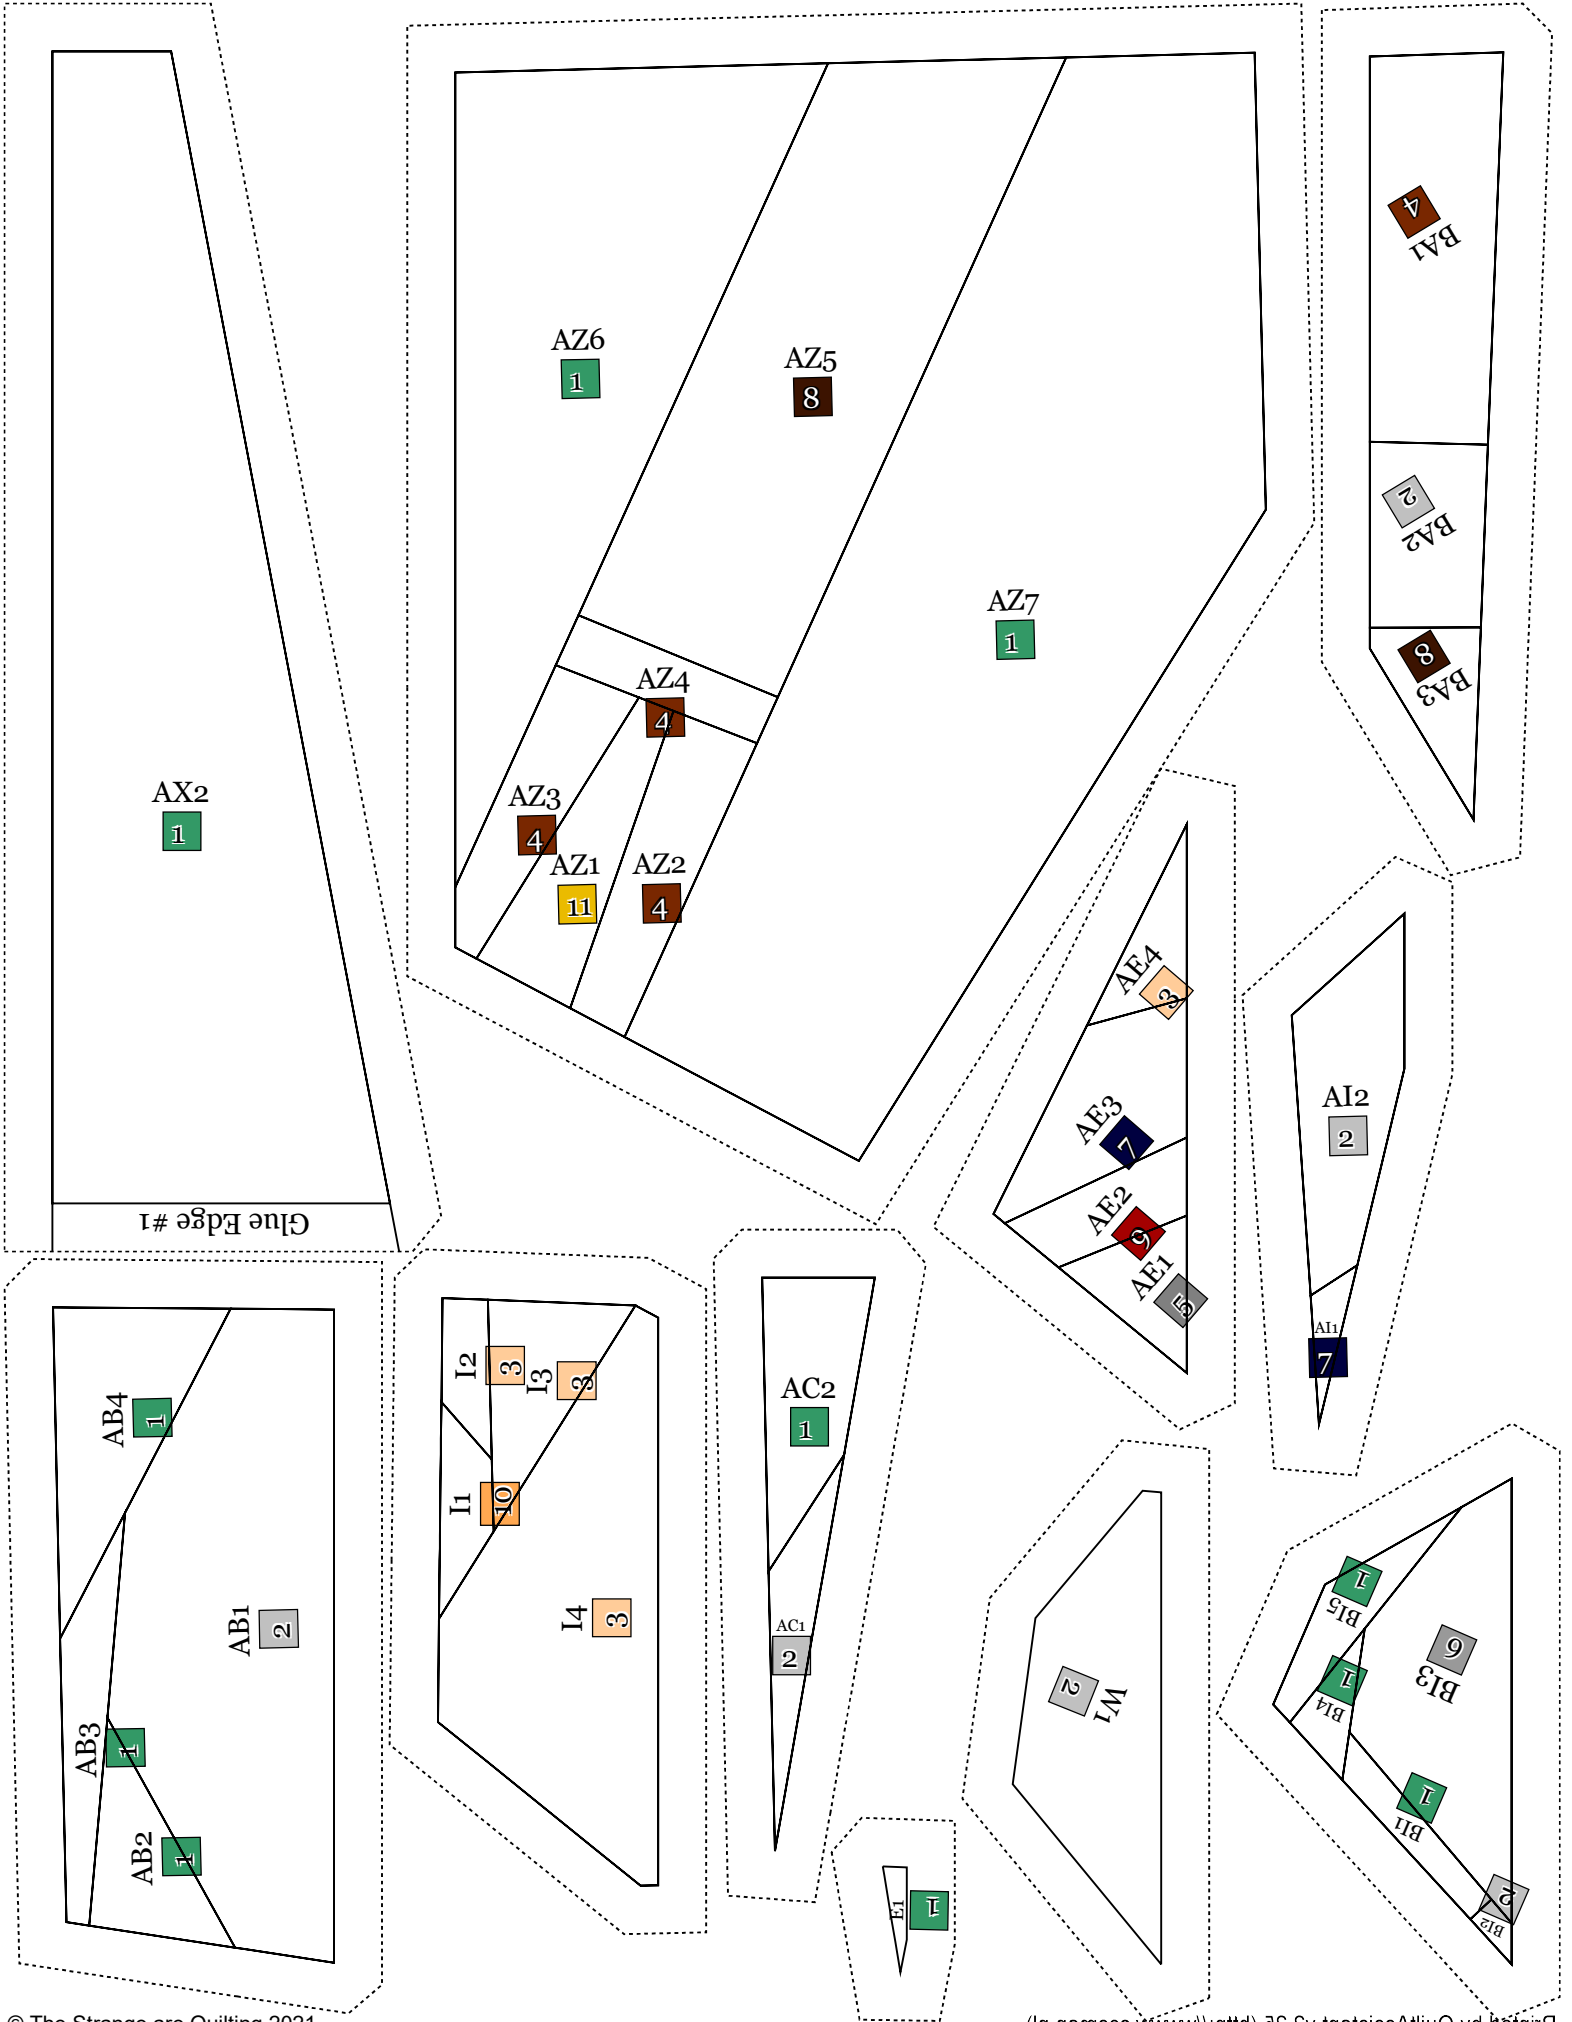 AZ6
1
AZ5
8
4
BA1
2
BA2
AZ7
1
8
BA3
AZ4
4
AX2
1
AZ3
4
AZ1
11
AZ2
4
AE4
3
AE3
7
AI2
2
AE2
9
AE1
5
Glue Edge #1
AI1
7
I2
3
I3
3
AC2
1
AB4
1
I1
10
1
BI5
I4
3
AB1
2
AC1
2
2
W1
1
BI4
6
BI3
AB3
1
1
BI1
AB2
1
2
BI2
E1
1
© The Strange are Quilting 2021